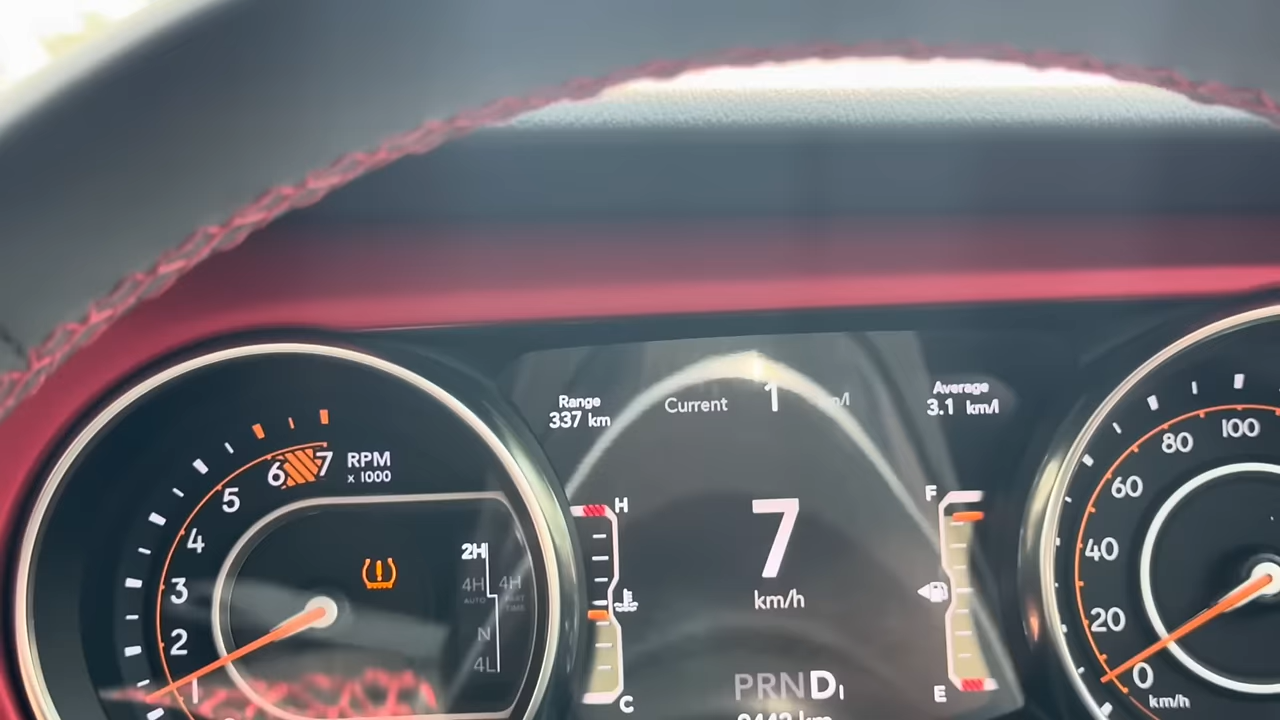 Range
337 km
Current 1
Average
3.1 km/l
RPM
x 1000
7
6
5
4
3
2
1
2H
4H
AUTO
4H
PART
TIME
N
4L
H
C
7
km/h
PRND1
F
E
100
80
60
40
20
0
km/h